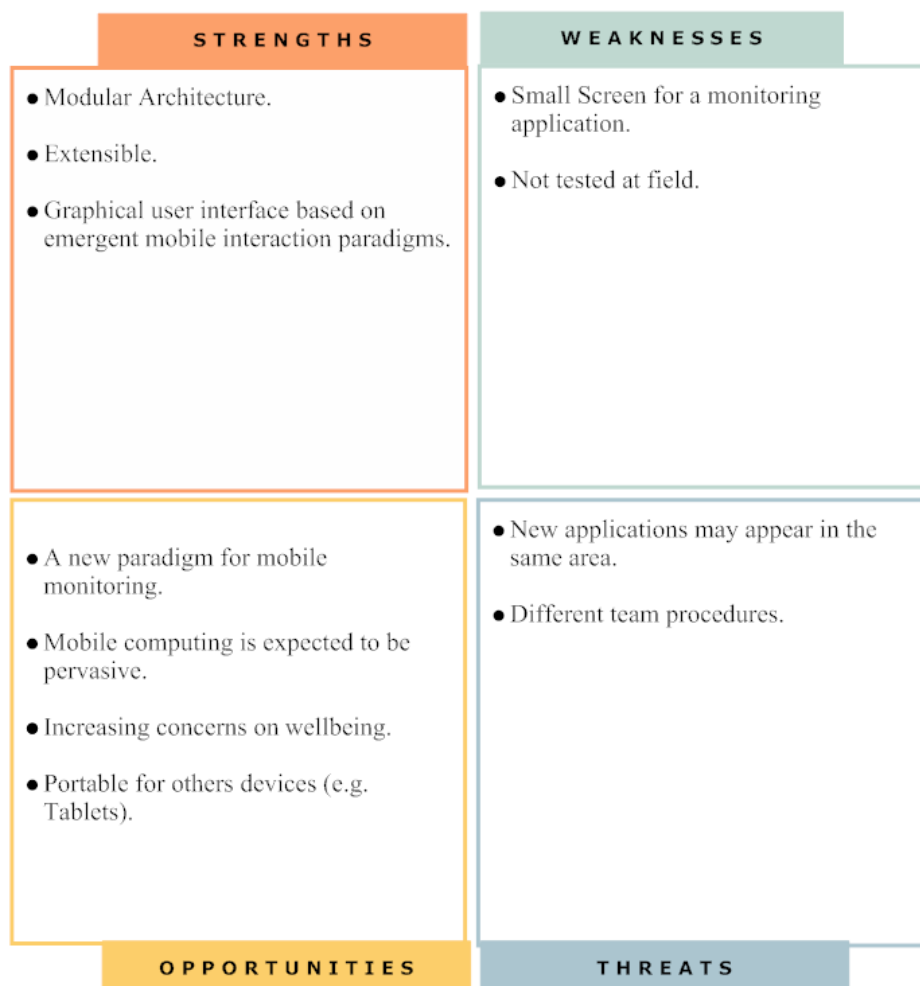 STRENGTHS
● Modular Architecture.
● Extensible.
● Graphical user interface based on
emergent mobile interaction paradigms.
WEAKNESSES
● Small Screen for a monitoring
application.
● Not tested at field.
● A new paradigm for mobile
monitoring.
● Mobile computing is expected to be
pervasive.
● Increasing concerns on wellbeing.
● Portable for others devices (e.g.
Tablets).
OPPORTUNITIES
● New applications may appear in the
same area.
● Different team procedures.
THREATS